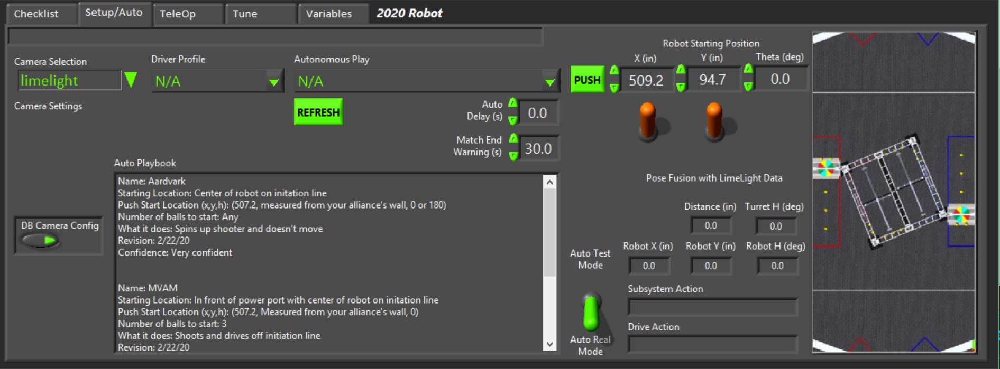 Checklist
Setup/Auto
TeleOp
Tune
Variables
2020 Robot
Camera Selection
limelight
Driver Profile
N/A
Autonomous Play
N/A
Camera Settings
REFRESH
Auto
Delay (s)
0.0
Match End
Warning (s)
30.0
Robot Starting Position
X (in)
Y (in)
Theta (deg)
PUSH
509.2
94.7
0.0
DB Camera Config
Auto Playbook
Name: Aardvark
Starting Location: Center of robot on initation line
Push Start Location (x,y,h): (507.2, measured from your alliance's wall, 0 or 180)
Number of balls to start: Any
What it does: Spins up shooter and doesn't move
Revision: 2/22/20
Confidence: Very confident
Name: MVAM
Starting Location: In front of power port with center of robot on initation line
Push Start Location (x,y,h): (507.2, Measured from your alliance's wall, 0)
Number of balls to start: 3
What it does: Shoots and drives off initiation line
Revision: 2/22/20
Pose Fusion with LimeLight Data
Distance (in)
Turret H (deg)
0.0
0.0
Robot X (in)
Robot Y (in)
Robot H (deg)
0.0
0.0
0.0
Auto Test
Mode
Auto Real
Mode
Subsystem Action
Drive Action